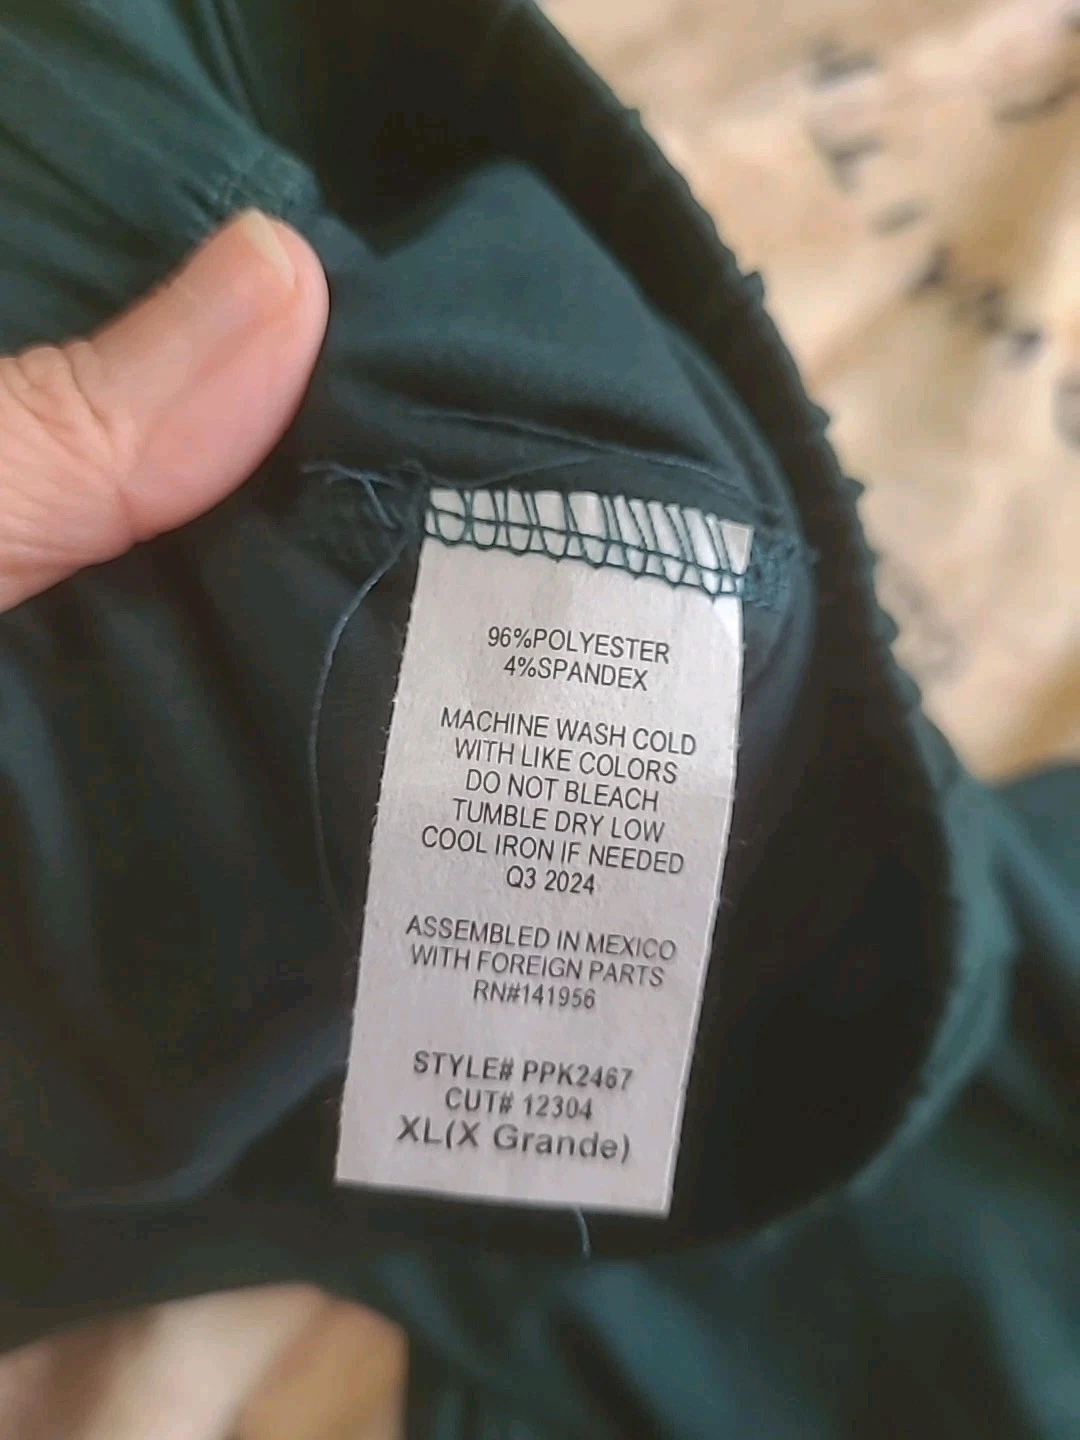 96%POLYESTER
4%SPANDEX
MACHINE WASH COLD
WITH LIKE COLORS
DO NOT BLEACH
TUMBLE DRY LOW
COOL IRON IF NEEDED
Q3 2024
ASSEMBLED IN MEXICO
WITH FOREIGN PARTS
RN#141956
STYLE# PPK2467
CUT# 12304
XL(X Grande)